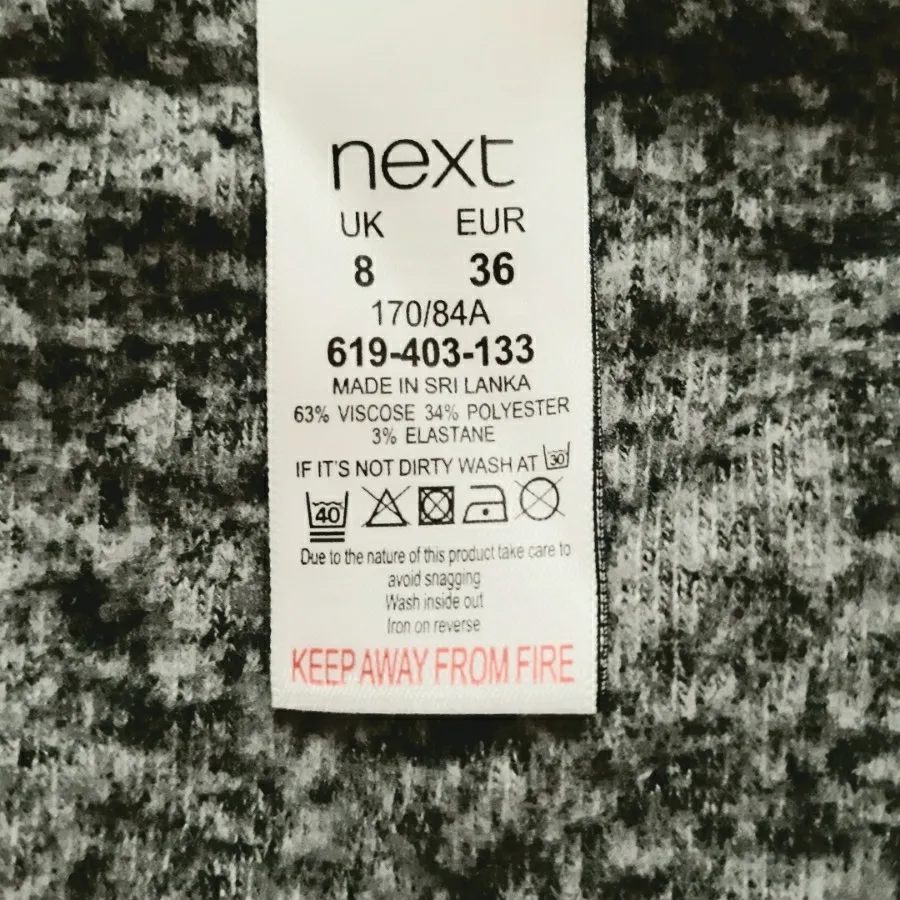 next
UK EUR
8 36
170/84A
619-403-133
MADE IN SRI LANKA
63% VISCOSE 34% POLYESTER
3% ELASTANE
IF IT'S NOT DIRTY WASH AT 30
40
Due to the nature of this product take care to
avoid snagging
Wash inside out
Iron on reverse
KEEP AWAY FROM FIRE